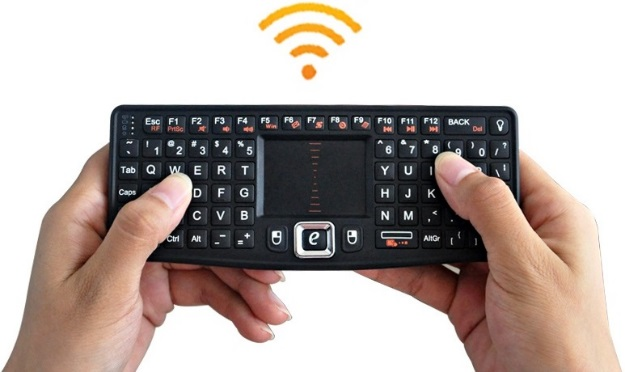 Esc F1 F2 F3 F4 F5 F6 F7 F8 F9 F10 F11 F12 BACK
RF PrtSc Win Del
~ ! @ # $ % ^ & * ( ) ?
` 1 2 3 4 5 6 7 8 9 0 /
Tab Q W E R T Y U I
Caps D F G H J K
C V B N M , <
Ctrl Alt - _ = + e AltGr [ {